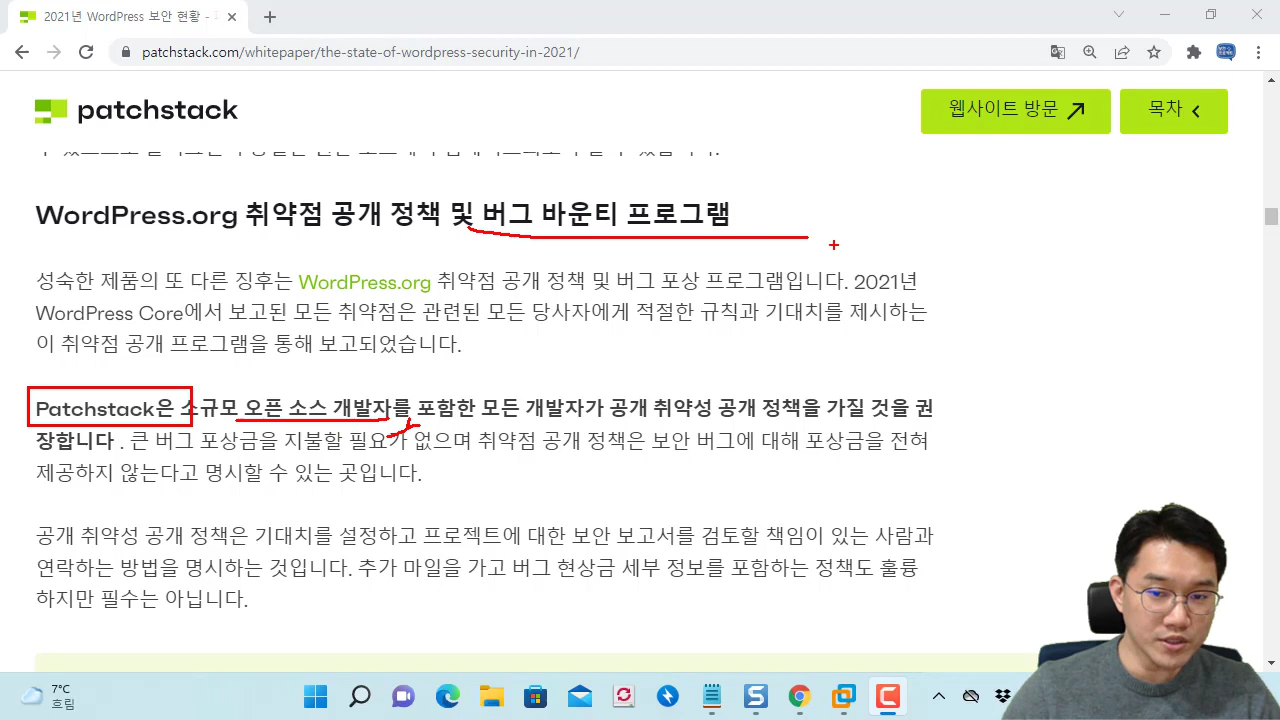 2021년 WordPress 보안 현황 -
patchstack.com/whitepaper/the-state-of-wordpress-security-in-2021/
patchstack
웹사이트 방문
목차
WordPress.org 취약점 공개 정책 및 버그 바운티 프로그램
성숙한 제품의 또 다른 징후는 WordPress.org 취약점 공개 정책 및 버그 포상 프로그램입니다. 2021년
WordPress Core에서 보고된 모든 취약점은 관련된 모든 당사자에게 적절한 규칙과 기대치를 제시하는
이 취약점 공개 프로그램을 통해 보고되었습니다.
Patchstack은 소규모 오픈 소스 개발자를 포함한 모든 개발자가 공개 취약성 공개 정책을 가질 것을 권
장합니다 . 큰 버그 포상금을 지불할 필요가 없으며 취약점 공개 정책은 보안 버그에 대해 포상금을 전혀
제공하지 않는다고 명시할 수 있는 곳입니다.
공개 취약성 공개 정책은 기대치를 설정하고 프로젝트에 대한 보안 보고서를 검토할 책임이 있는 사람과
연락하는 방법을 명시하는 것입니다. 추가 마일을 가고 버그 현상금 세부 정보를 포함하는 정책도 훌륭
하지만 필수는 아닙니다.
7°C
흐림